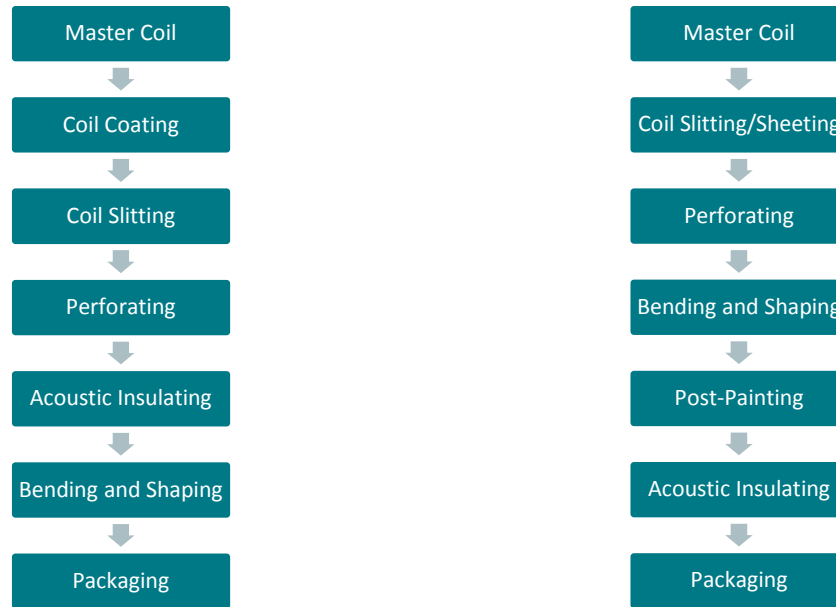 Master Coil
Coil Coating
Coil Slitting
Perforating
Acoustic Insulating
Bending and Shaping
Packaging
Master Coil
Coil Slitting/Sheeting
Perforating
Bending and Shaping
Post-Painting
Acoustic Insulating
Packaging